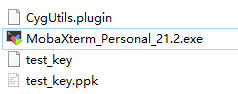 CygUtils.plugin
MobaXterm_Personal_21.2.exe
test_key
test_key.ppk